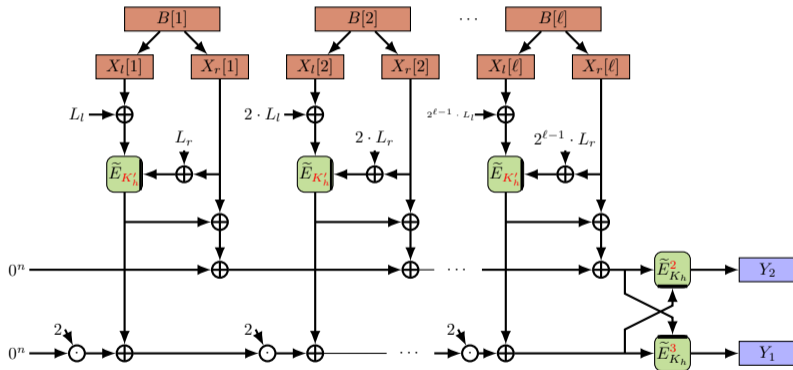 B[1] B[2] ⋯ B[ℓ]
X_l[1] X_r[1] X_l[2] X_r[2] X_l[ℓ] X_r[ℓ]
L_l 2 · L_l 2^{ℓ−1} · L_l
L_r 2 · L_r 2^{ℓ−1} · L_r
Ẽ_{K'_h} Ẽ_{K'_h} Ẽ_{K'_h}
0^n ⋯ Ẽ^2_{K_h} Y_2
2 2 2
0^n ⋯ Ẽ^3_{K_h} Y_1